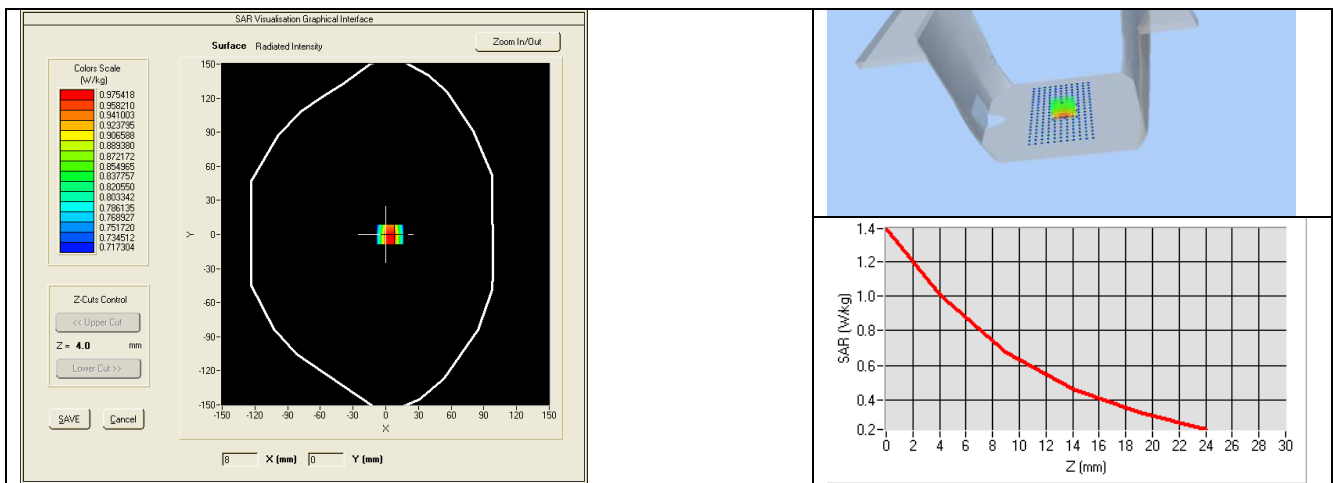 SAR Visualisation Graphical Interface
Surface Radiated Intensity
Zoom In/Out
Colors Scale
(W/kg)
0.975418
0.958210
0.941003
0.923795
0.906588
0.889380
0.872172
0.854965
0.837757
0.820550
0.803342
0.786135
0.768927
0.751720
0.734512
0.717304
Z-Cuts Control
<< Upper Cut
Z = 4.0 mm
Lower Cut >>
SAVE Cancel
150-
120-
90-
60-
30-
0-
-30-
-60-
-90-
-120-
-150-
Y
-150 -120 -90 -60 -30 0 30 60 90 120 150
X
8 X (mm) 0 Y (mm)
1.4-
1.2-
1.0-
0.8-
0.6-
0.4-
0.2-
SAR (W/kg)
0 2 4 6 8 10 12 14 16 18 20 22 24 26 28 30
Z (mm)